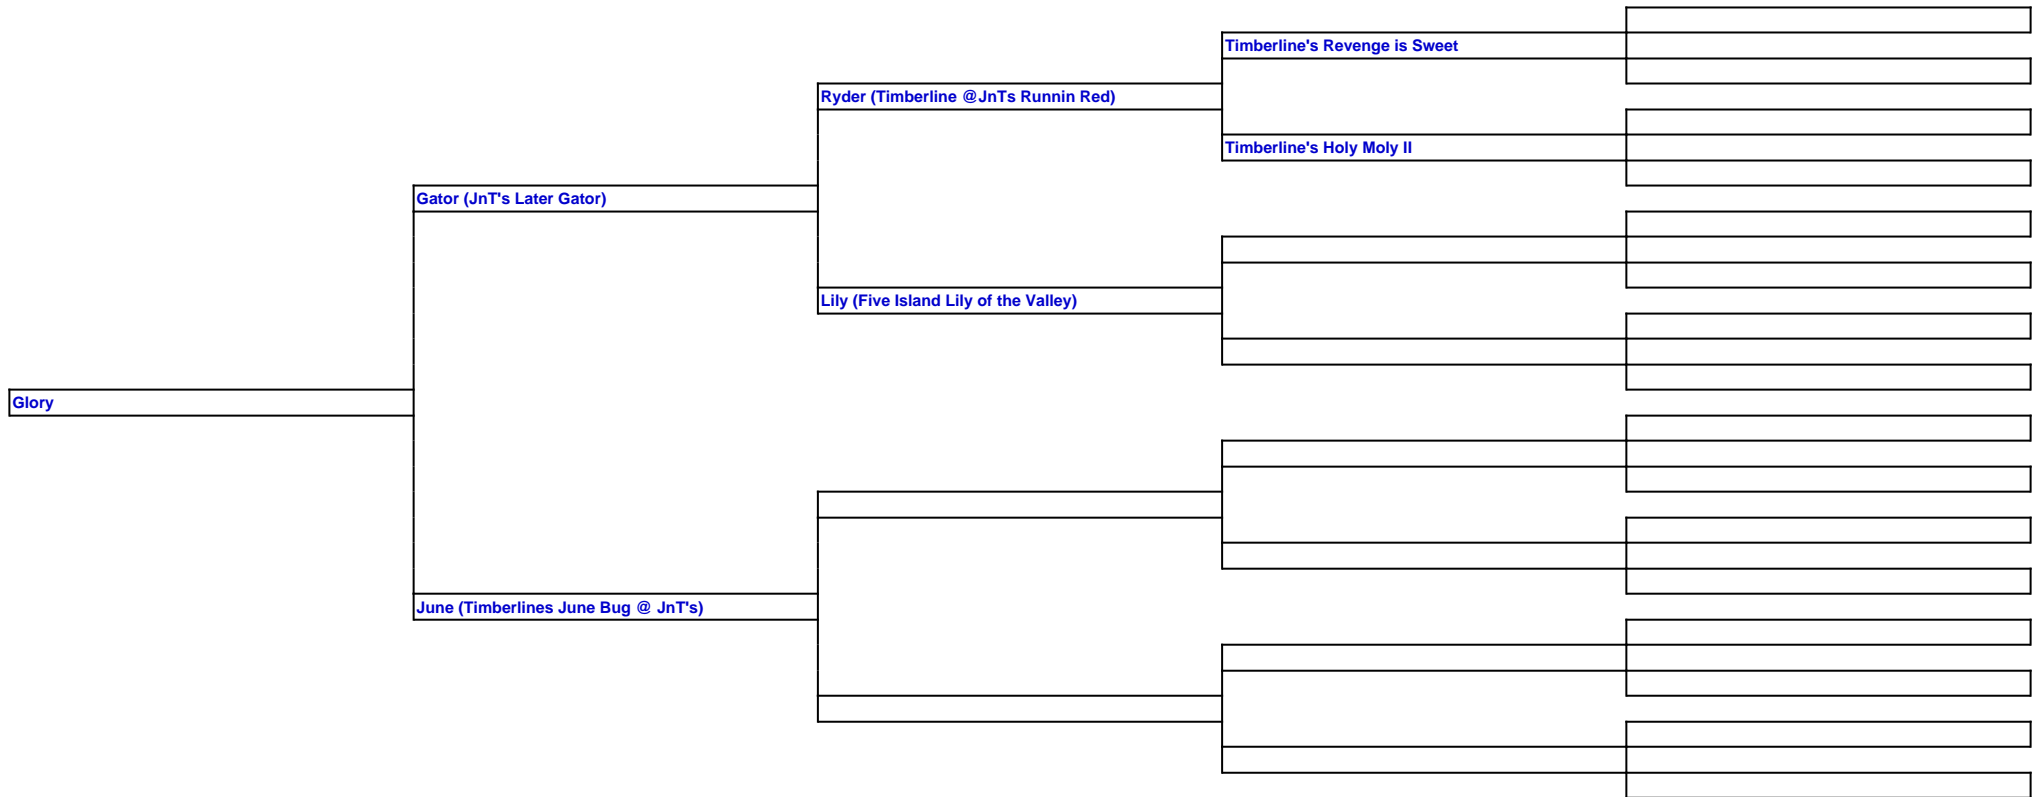 Timberline's Revenge is Sweet
Ryder (Timberline @JnTs Runnin Red)
Timberline's Holy Moly II
Gator (JnT's Later Gator)
Lily (Five Island Lily of the Valley)
Glory
June (Timberlines June Bug @ JnT's)